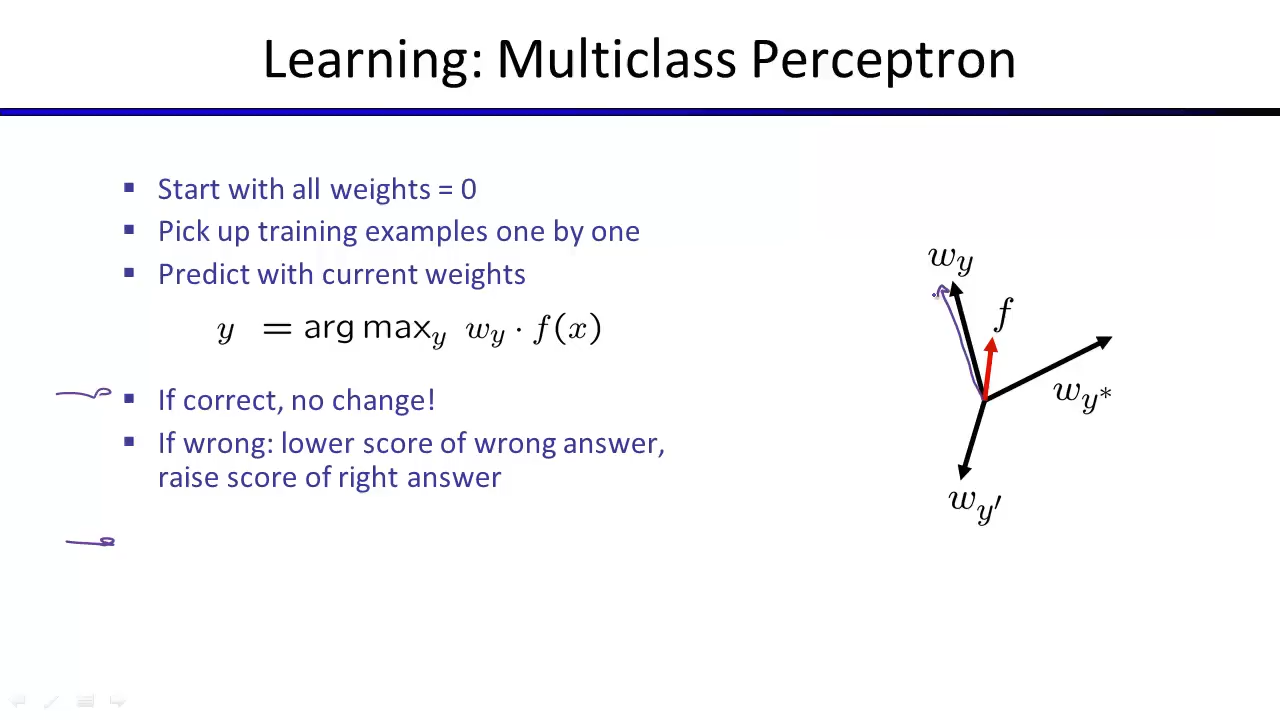 Learning: Multiclass Perceptron
▪ Start with all weights = 0
▪ Pick up training examples one by one
▪ Predict with current weights
y = arg max_y w_y · f(x)
▪ If correct, no change!
▪ If wrong: lower score of wrong answer,
raise score of right answer
w_y
f
w_{y*}
w_{y'}